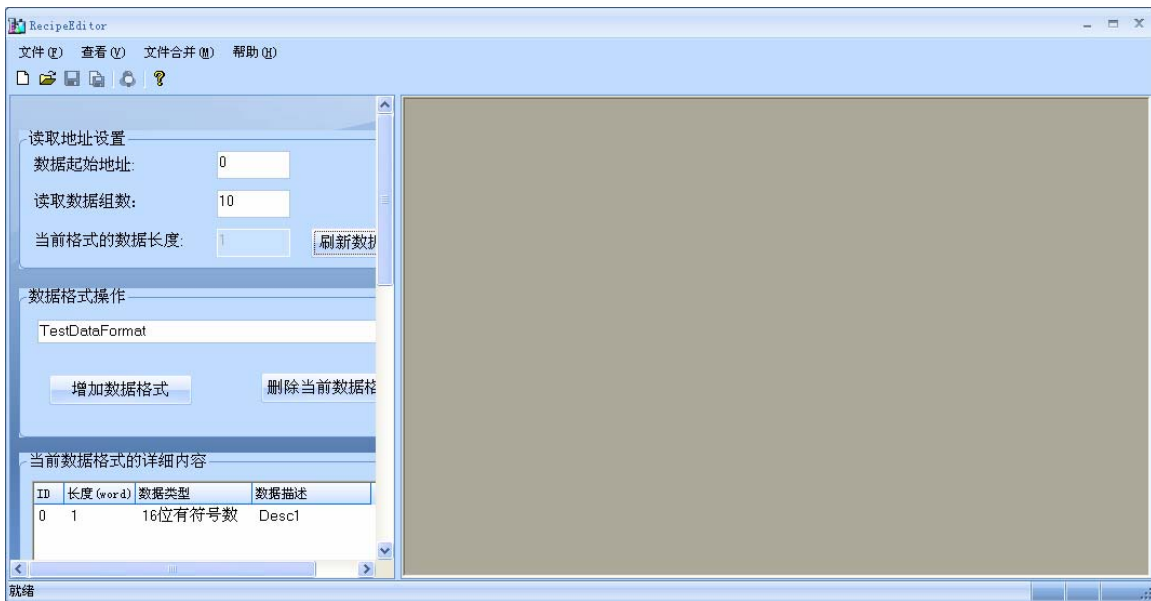 RecipeEditor
文件(F) 查看(V) 文件合并(M) 帮助(H)
读取地址设置
数据起始地址: 0
读取数据组数: 10
当前格式的数据长度: 1 刷新数据
数据格式操作
TestDataFormat
增加数据格式 删除当前数据格
当前数据格式的详细内容
ID 长度(word) 数据类型 数据描述
0 1 16位有符号数 Desc1
就绪